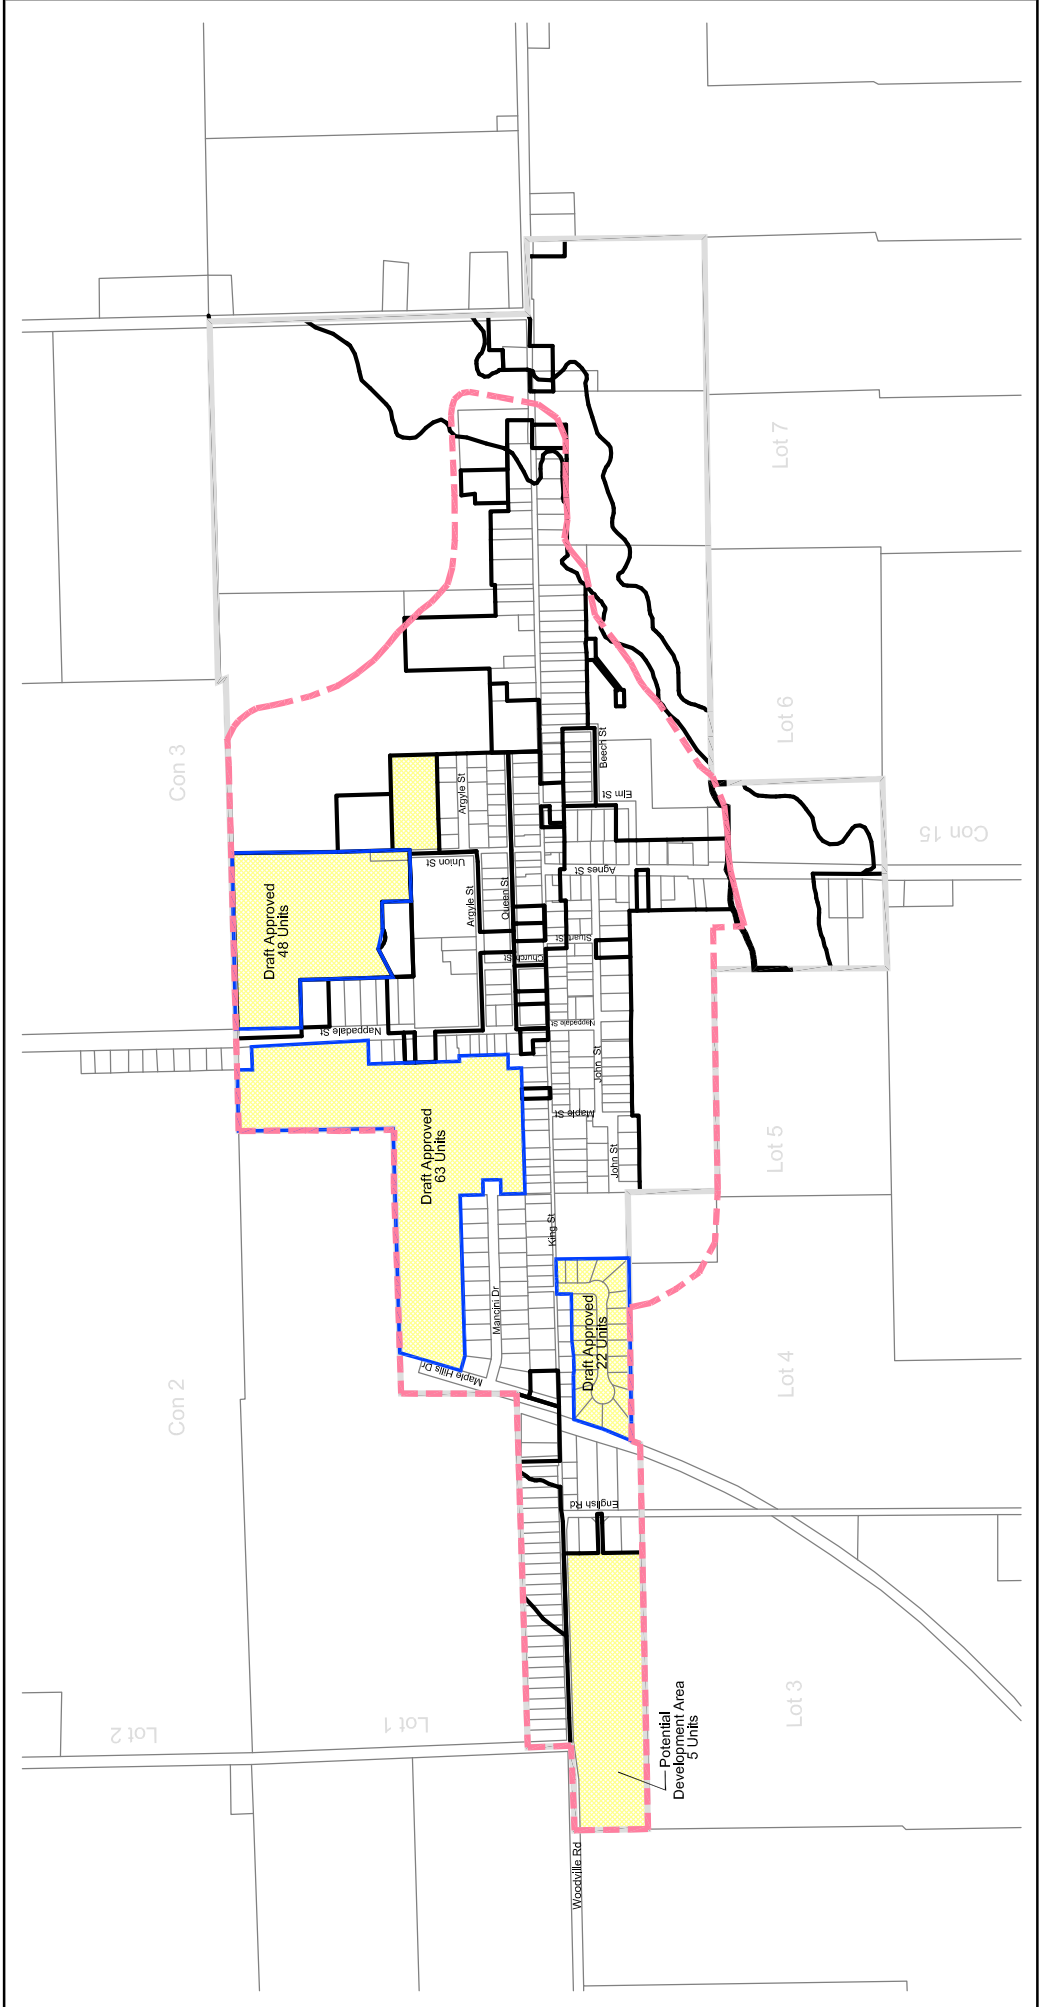 Lot 7
Con 3
Lot 6
Beech St
Elm St
Argyle St
Con 15
Union St
Agnes St
Argyle St
Queen St
Draft Approved
48 Units
Stuart St
Church St
Nappadale St
Nappadale St
John St
Maple St
Draft Approved
63 Units
Lot 5
John St
King St
Mancini Dr
Draft Approved
22 Units
Maple Hills Dr
Lot 4
Con 2
English Rd
Lot 3
Lot 2
Lot 1
Potential
Development Area
5 Units
Woodville Rd